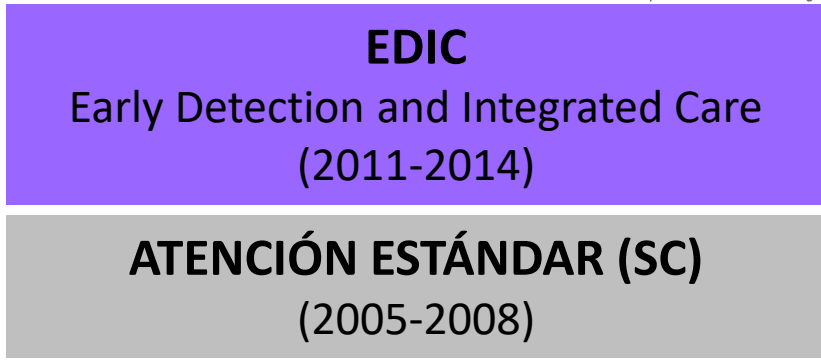 EDIC
Early Detection and Integrated Care
(2011-2014)
ATENCIÓN ESTÁNDAR (SC)
(2005-2008)